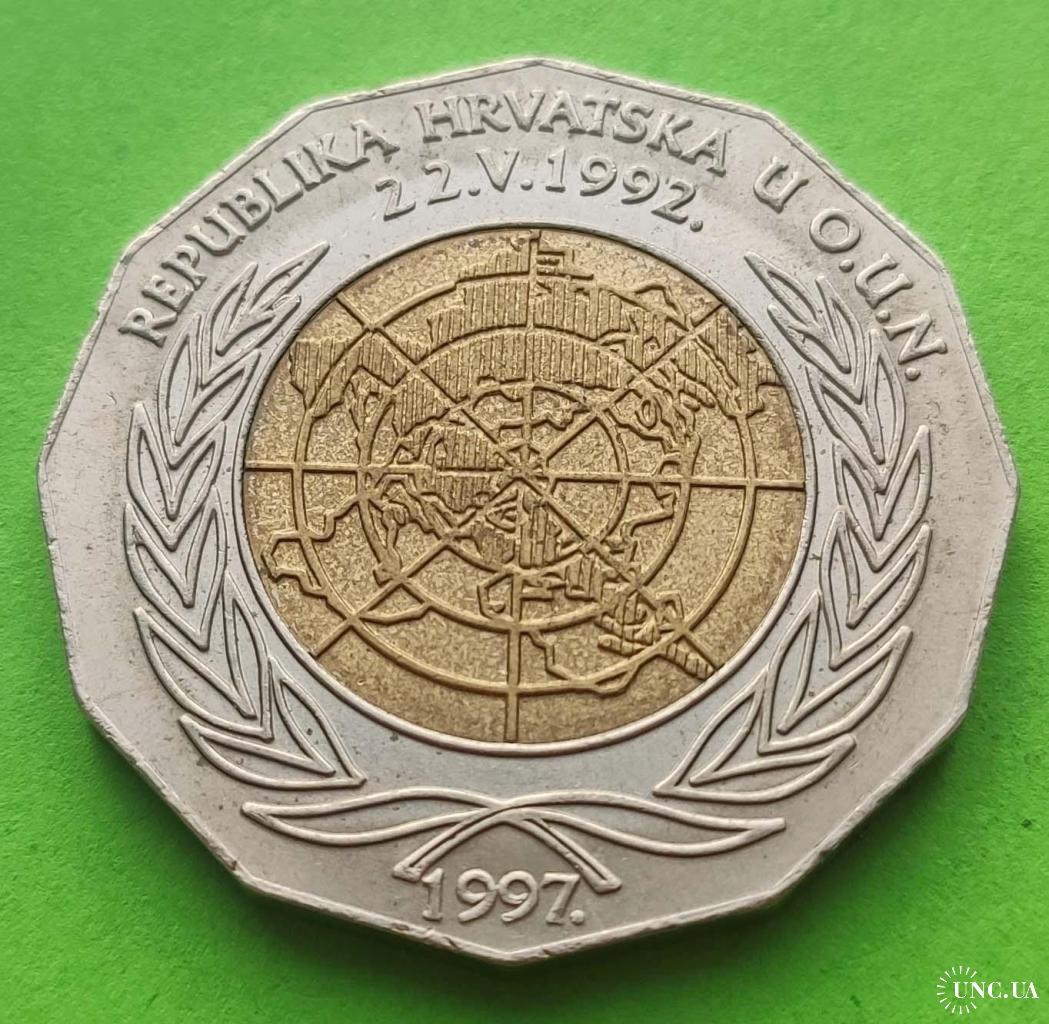 REPUBLIKA HRVATSKA U O.U.N.
22.V.1992.
1997.
UNC.UA